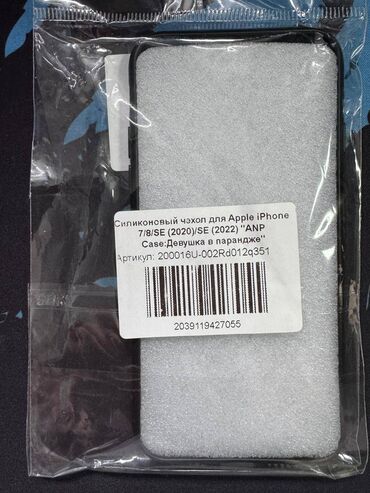 Силиконовый чехол для Apple iPhone
7/8/SE (2020)/SE (2022) "ANP
Case:Девушка в парандже"
Артикул: 200016U-002Rd012q351
2039119427055